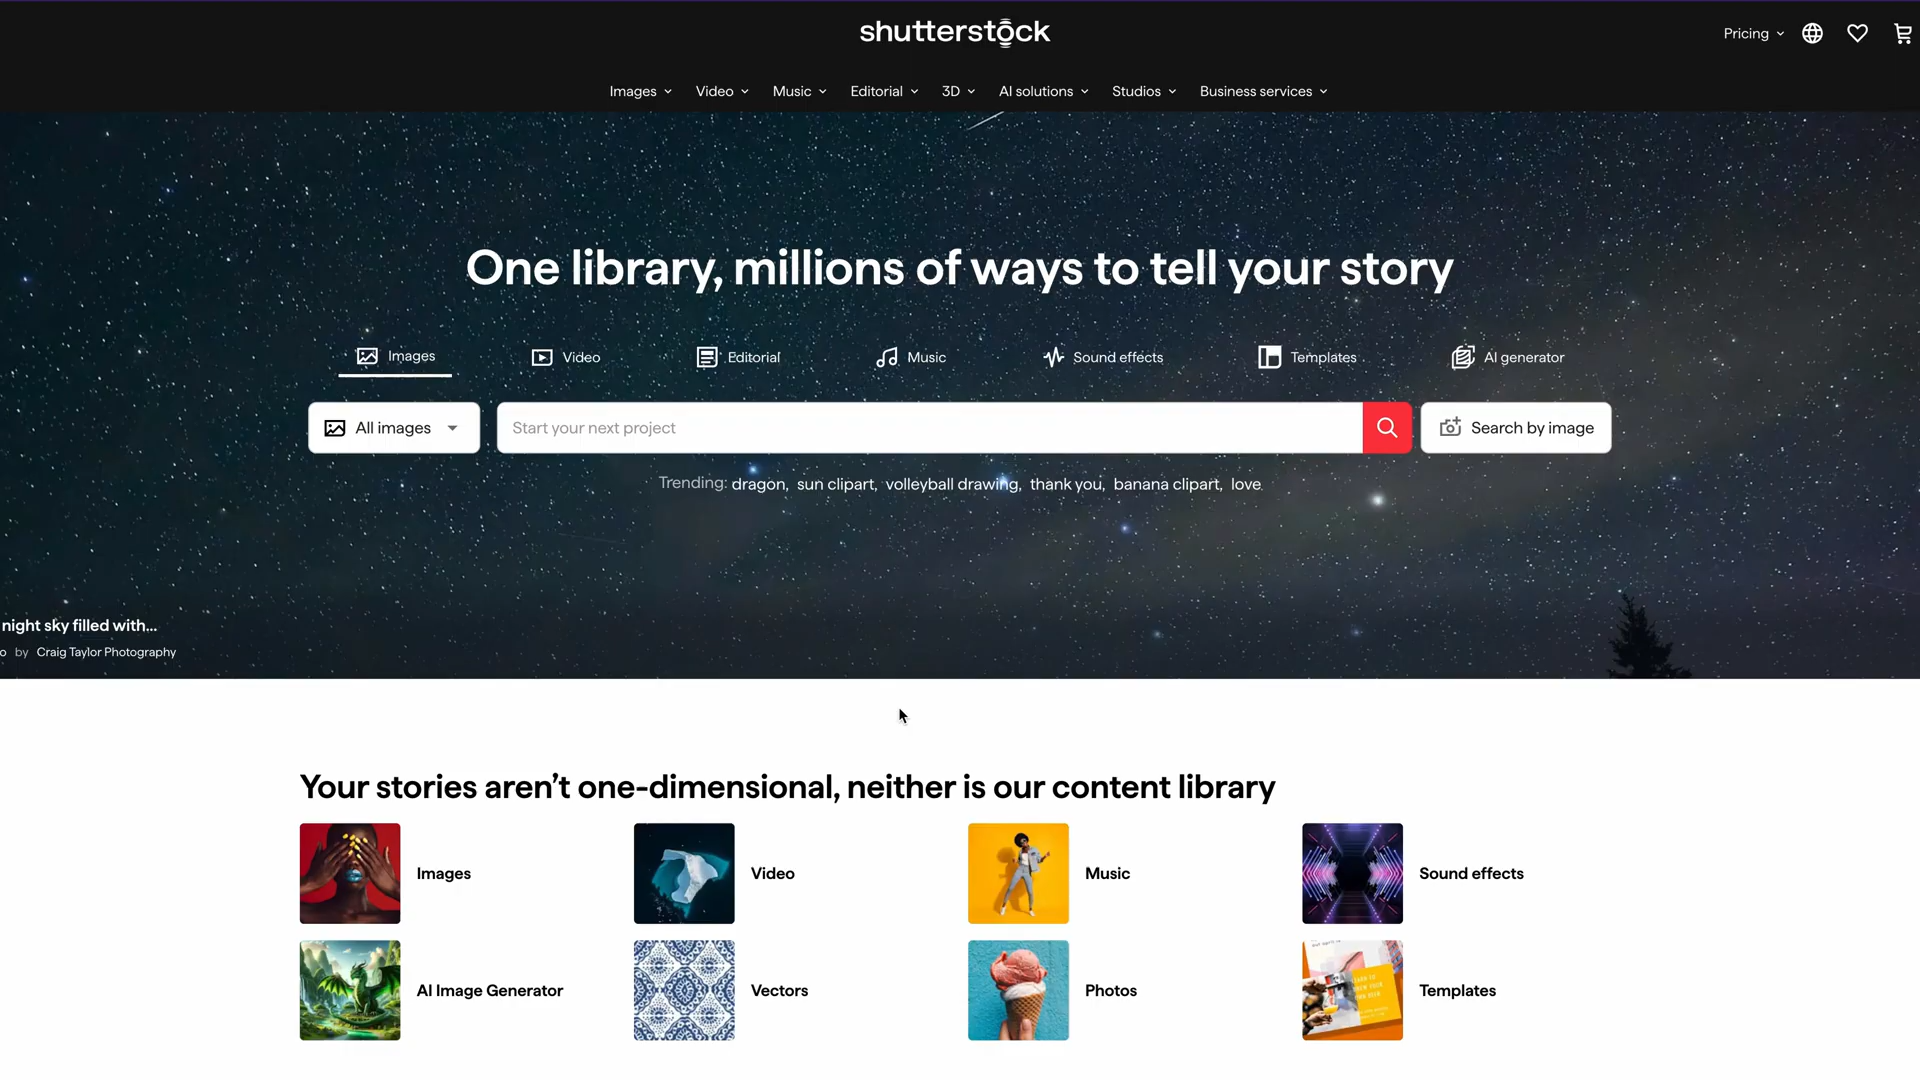 shutterstock
Pricing
Images Video Music Editorial 3D AI solutions Studios Business services
One library, millions of ways to tell your story
Images Video Editorial Music Sound effects Templates AI generator
All images Start your next project Search by image
Trending: dragon, sun clipart, volleyball drawing, thank you, banana clipart, love
night sky filled with...
o by Craig Taylor Photography
Your stories aren’t one-dimensional, neither is our content library
Images Video Music Sound effects
AI Image Generator Vectors Photos Templates